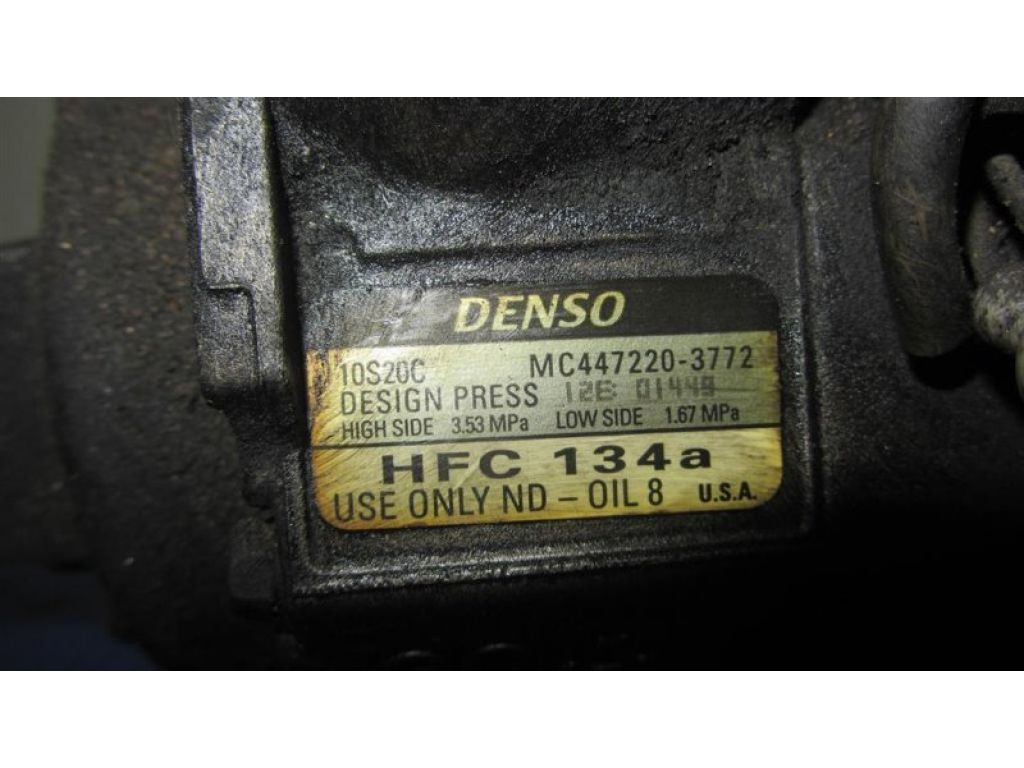 DENSO
10S20C MC447220-3772
DESIGN PRESS 12E 01449
HIGH SIDE 3.53 MPa LOW SIDE 1.67 MPa
HFC 134a
USE ONLY ND-OIL 8 U.S.A.